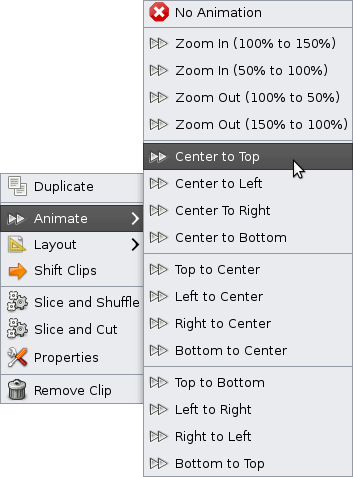 No Animation
Zoom In (100% to 150%)
Zoom In (50% to 100%)
Zoom Out (100% to 50%)
Zoom Out (150% to 100%)
Center to Top
Center to Left
Center To Right
Center to Bottom
Top to Center
Left to Center
Right to Center
Bottom to Center
Top to Bottom
Left to Right
Right to Left
Bottom to Top
Duplicate
Animate
Layout
Shift Clips
Slice and Shuffle
Slice and Cut
Properties
Remove Clip